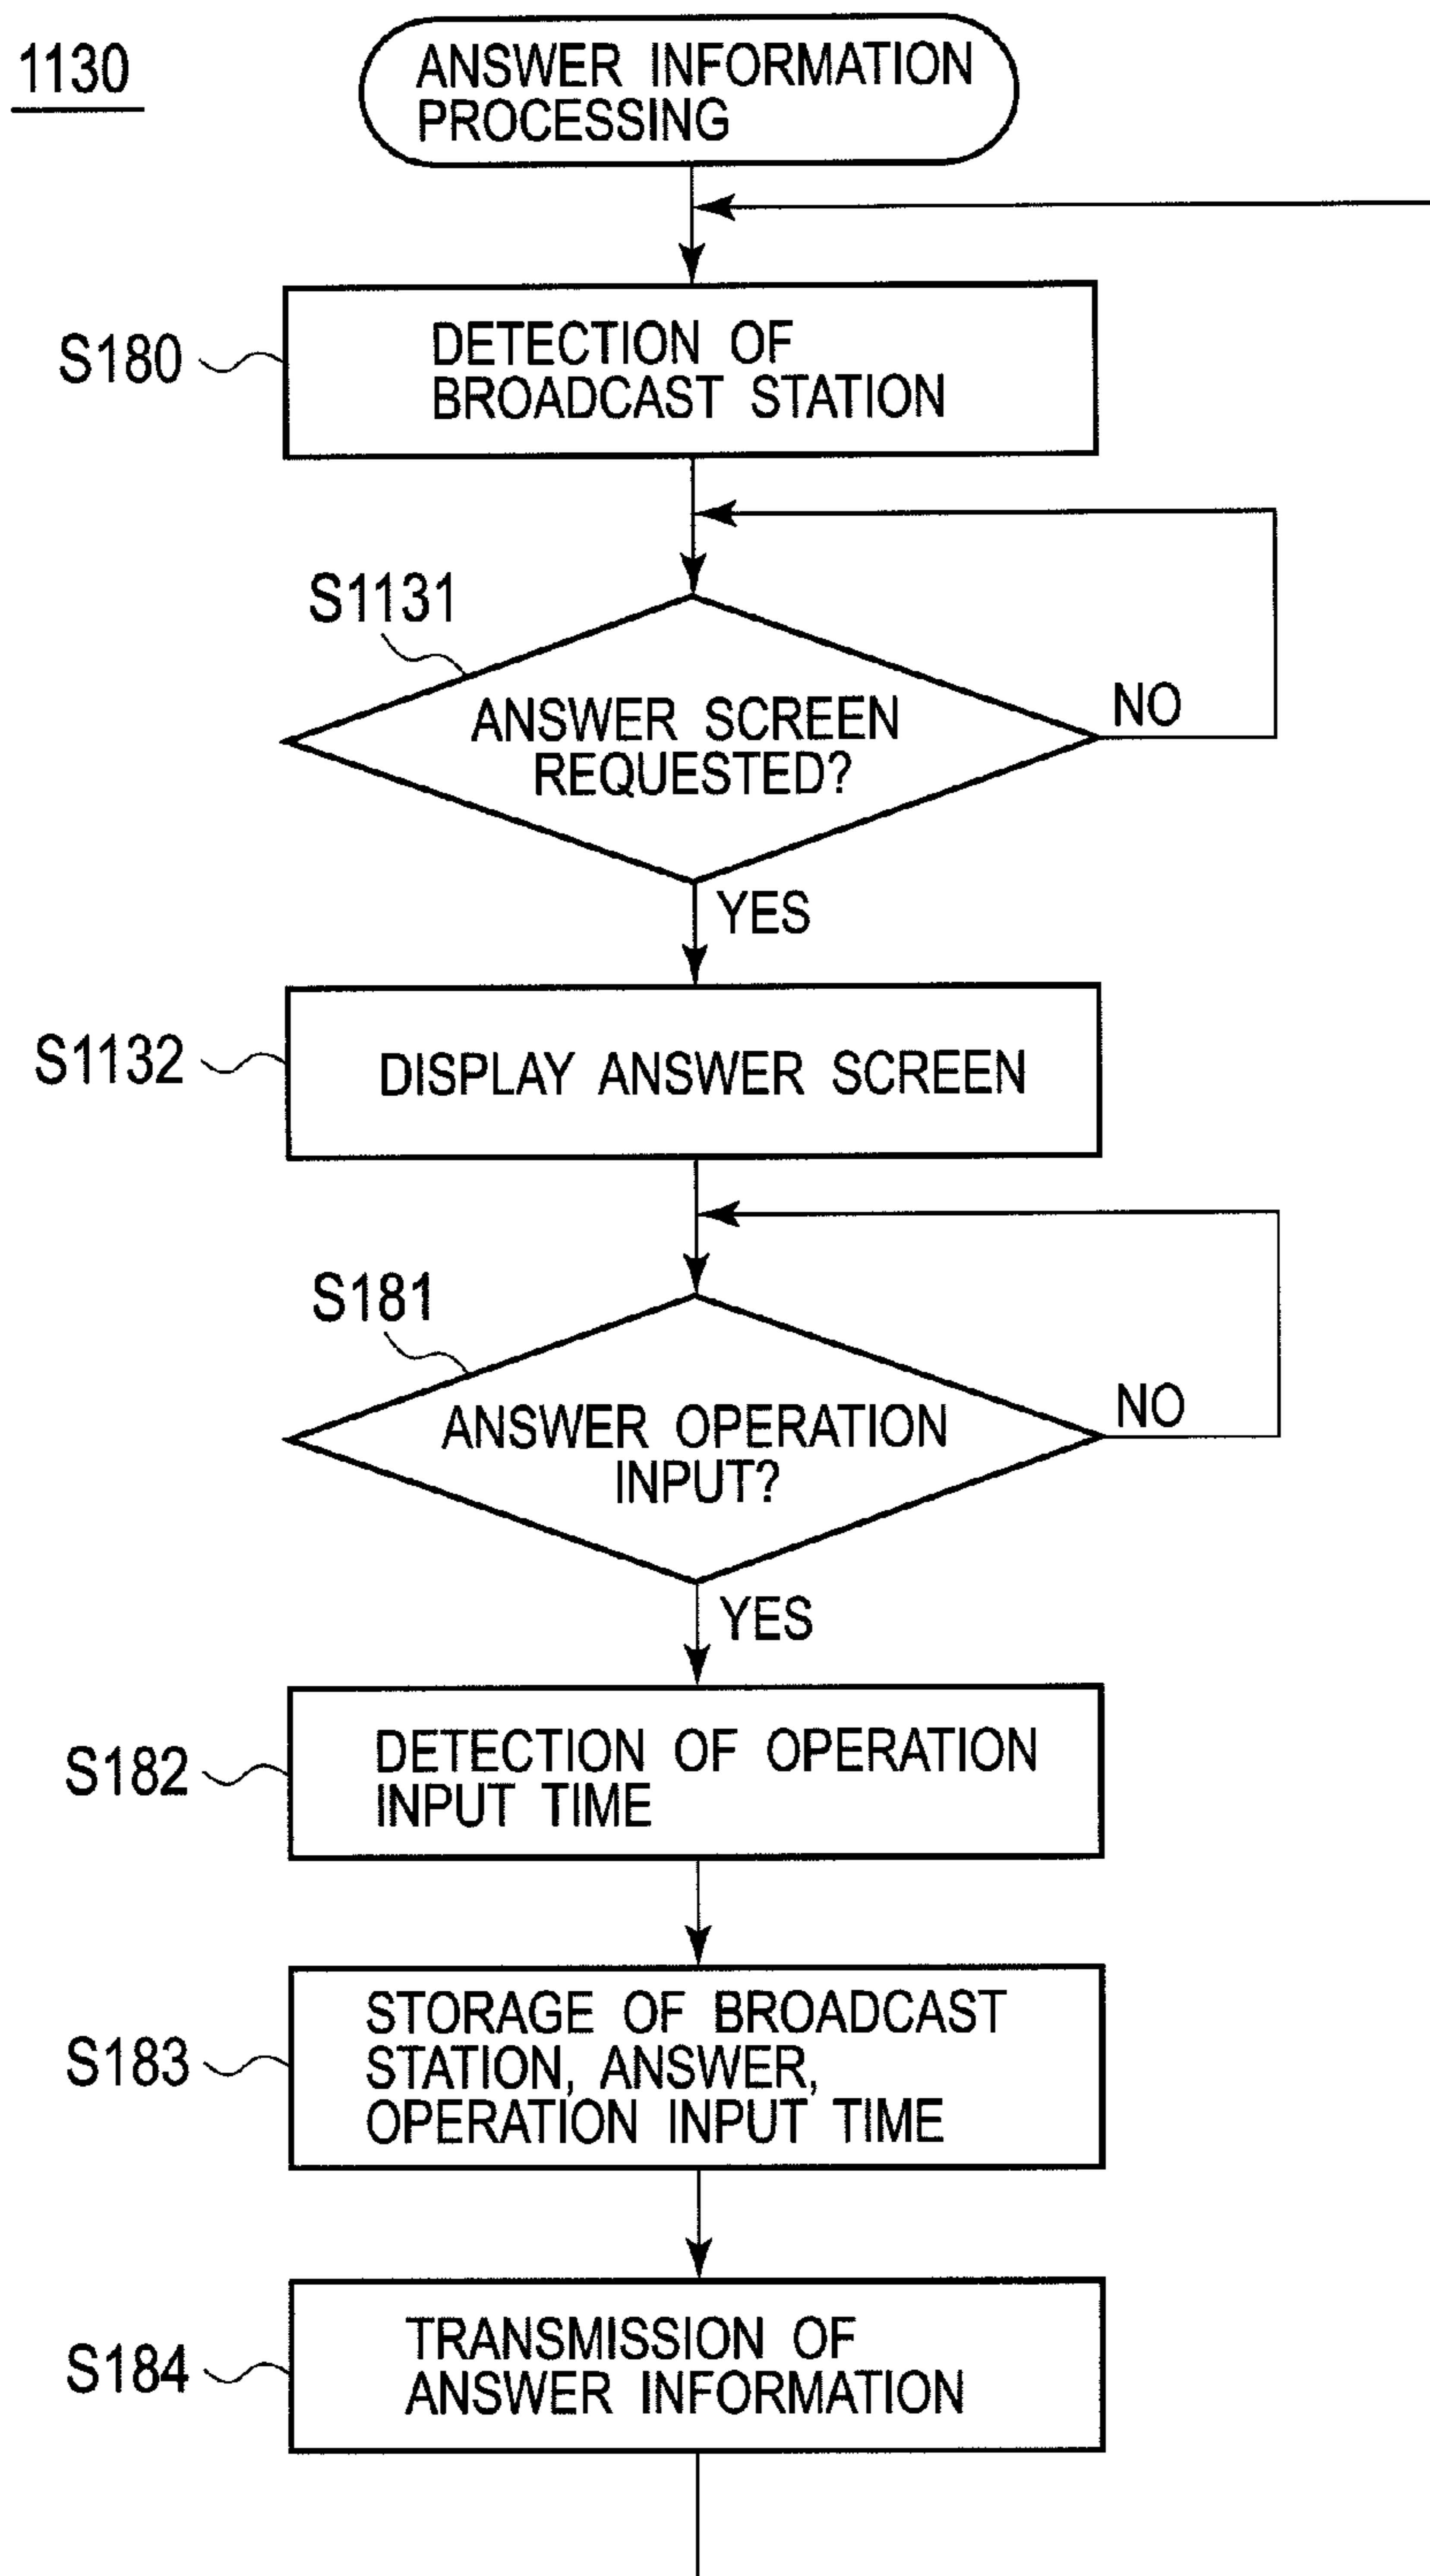 1130
ANSWER INFORMATION
PROCESSING
S180
DETECTION OF
BROADCAST STATION
S1131
ANSWER SCREEN
REQUESTED?
NO
YES
S1132
DISPLAY ANSWER SCREEN
S181
ANSWER OPERATION
INPUT?
NO
YES
S182
DETECTION OF OPERATION
INPUT TIME
S183
STORAGE OF BROADCAST
STATION, ANSWER,
OPERATION INPUT TIME
S184
TRANSMISSION OF
ANSWER INFORMATION